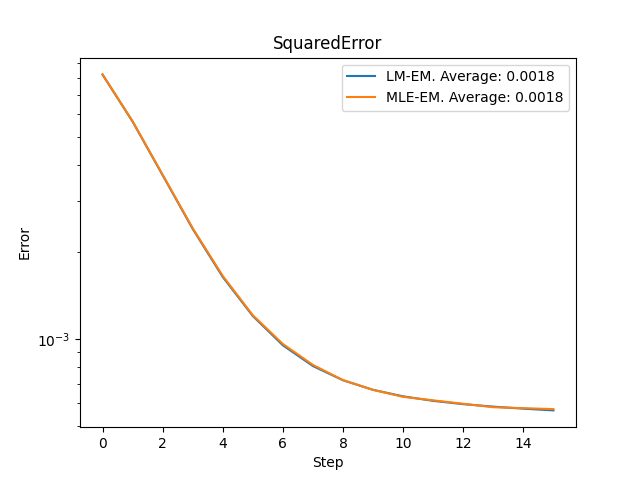 SquaredError
LM-EM. Average: 0.0018
MLE-EM. Average: 0.0018
Error
10⁻³
0 2 4 6 8 10 12 14
Step